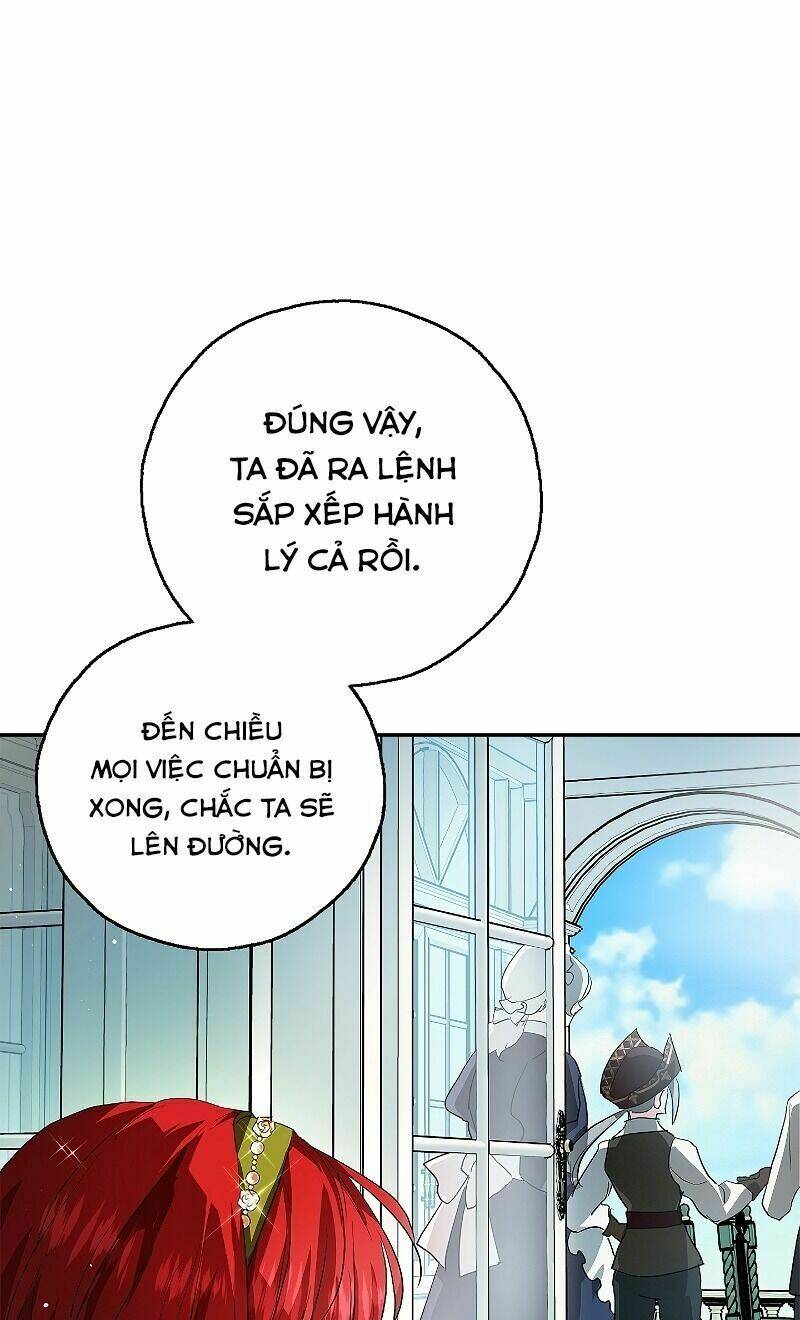 ĐÚNG VẬY,
TA ĐÃ RA LỆNH
SẮP XẾP HÀNH
LÝ CẢ RỒI.
ĐẾN CHIỀU
MỌI VIỆC CHUẨN BỊ
XONG, CHẮC TA SẼ
LÊN ĐƯỜNG.